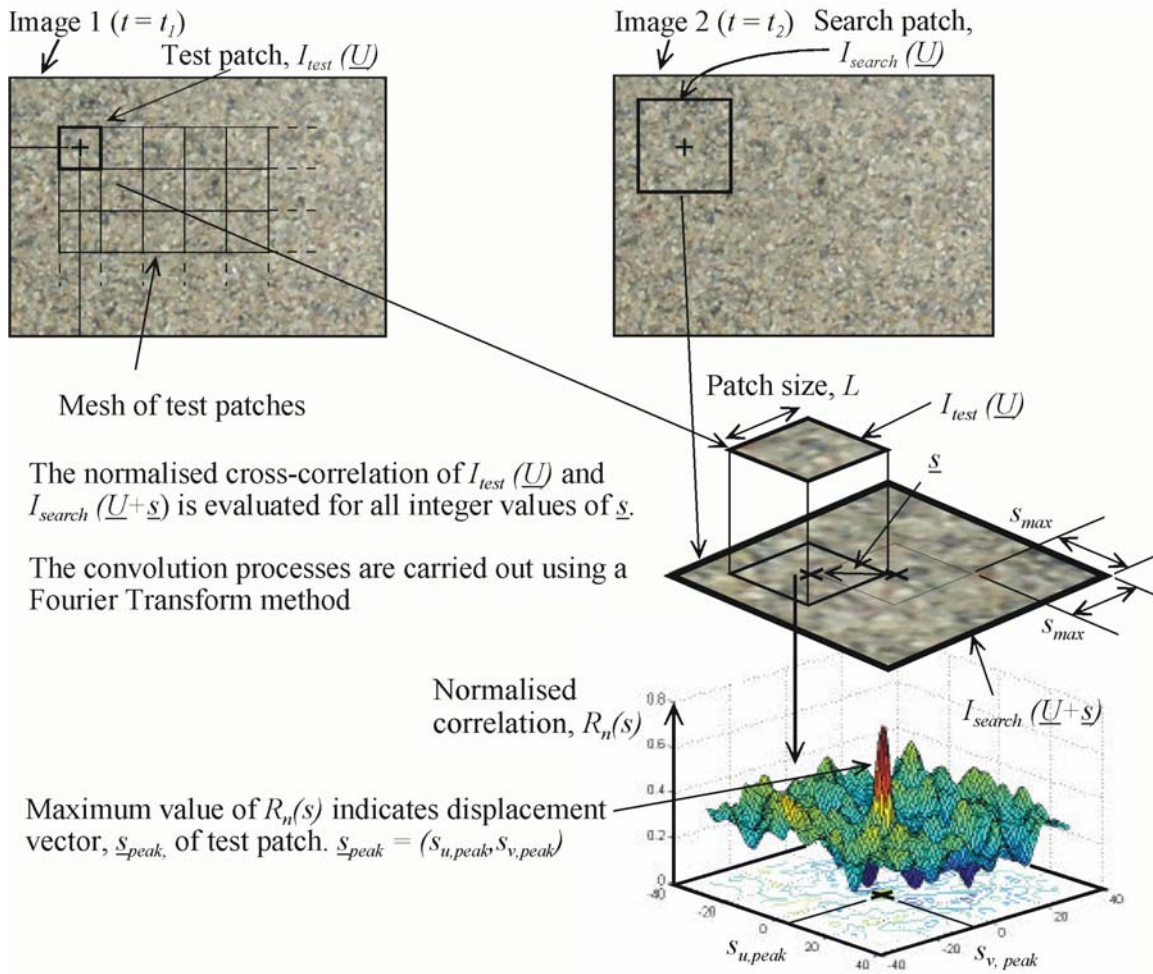 Image 1 (t = t1)
Test patch, Itest (U)
Image 2 (t = t2)
Search patch,
Isearch (U)
Mesh of test patches
Patch size, L
Itest (U)
The normalised cross-correlation of Itest (U) and
Isearch (U+s) is evaluated for all integer values of s.
s
smax
The convolution processes are carried out using a
Fourier Transform method
smax
Normalised
correlation, Rn(s)
Isearch (U+s)
Maximum value of Rn(s) indicates displacement
vector, speak, of test patch. speak = (su,peak,sv,peak)
0.8
0.6
0.4
0.2
0
-40
-20
0
20
40
-40
-20
0
20
40
su,peak
sv, peak